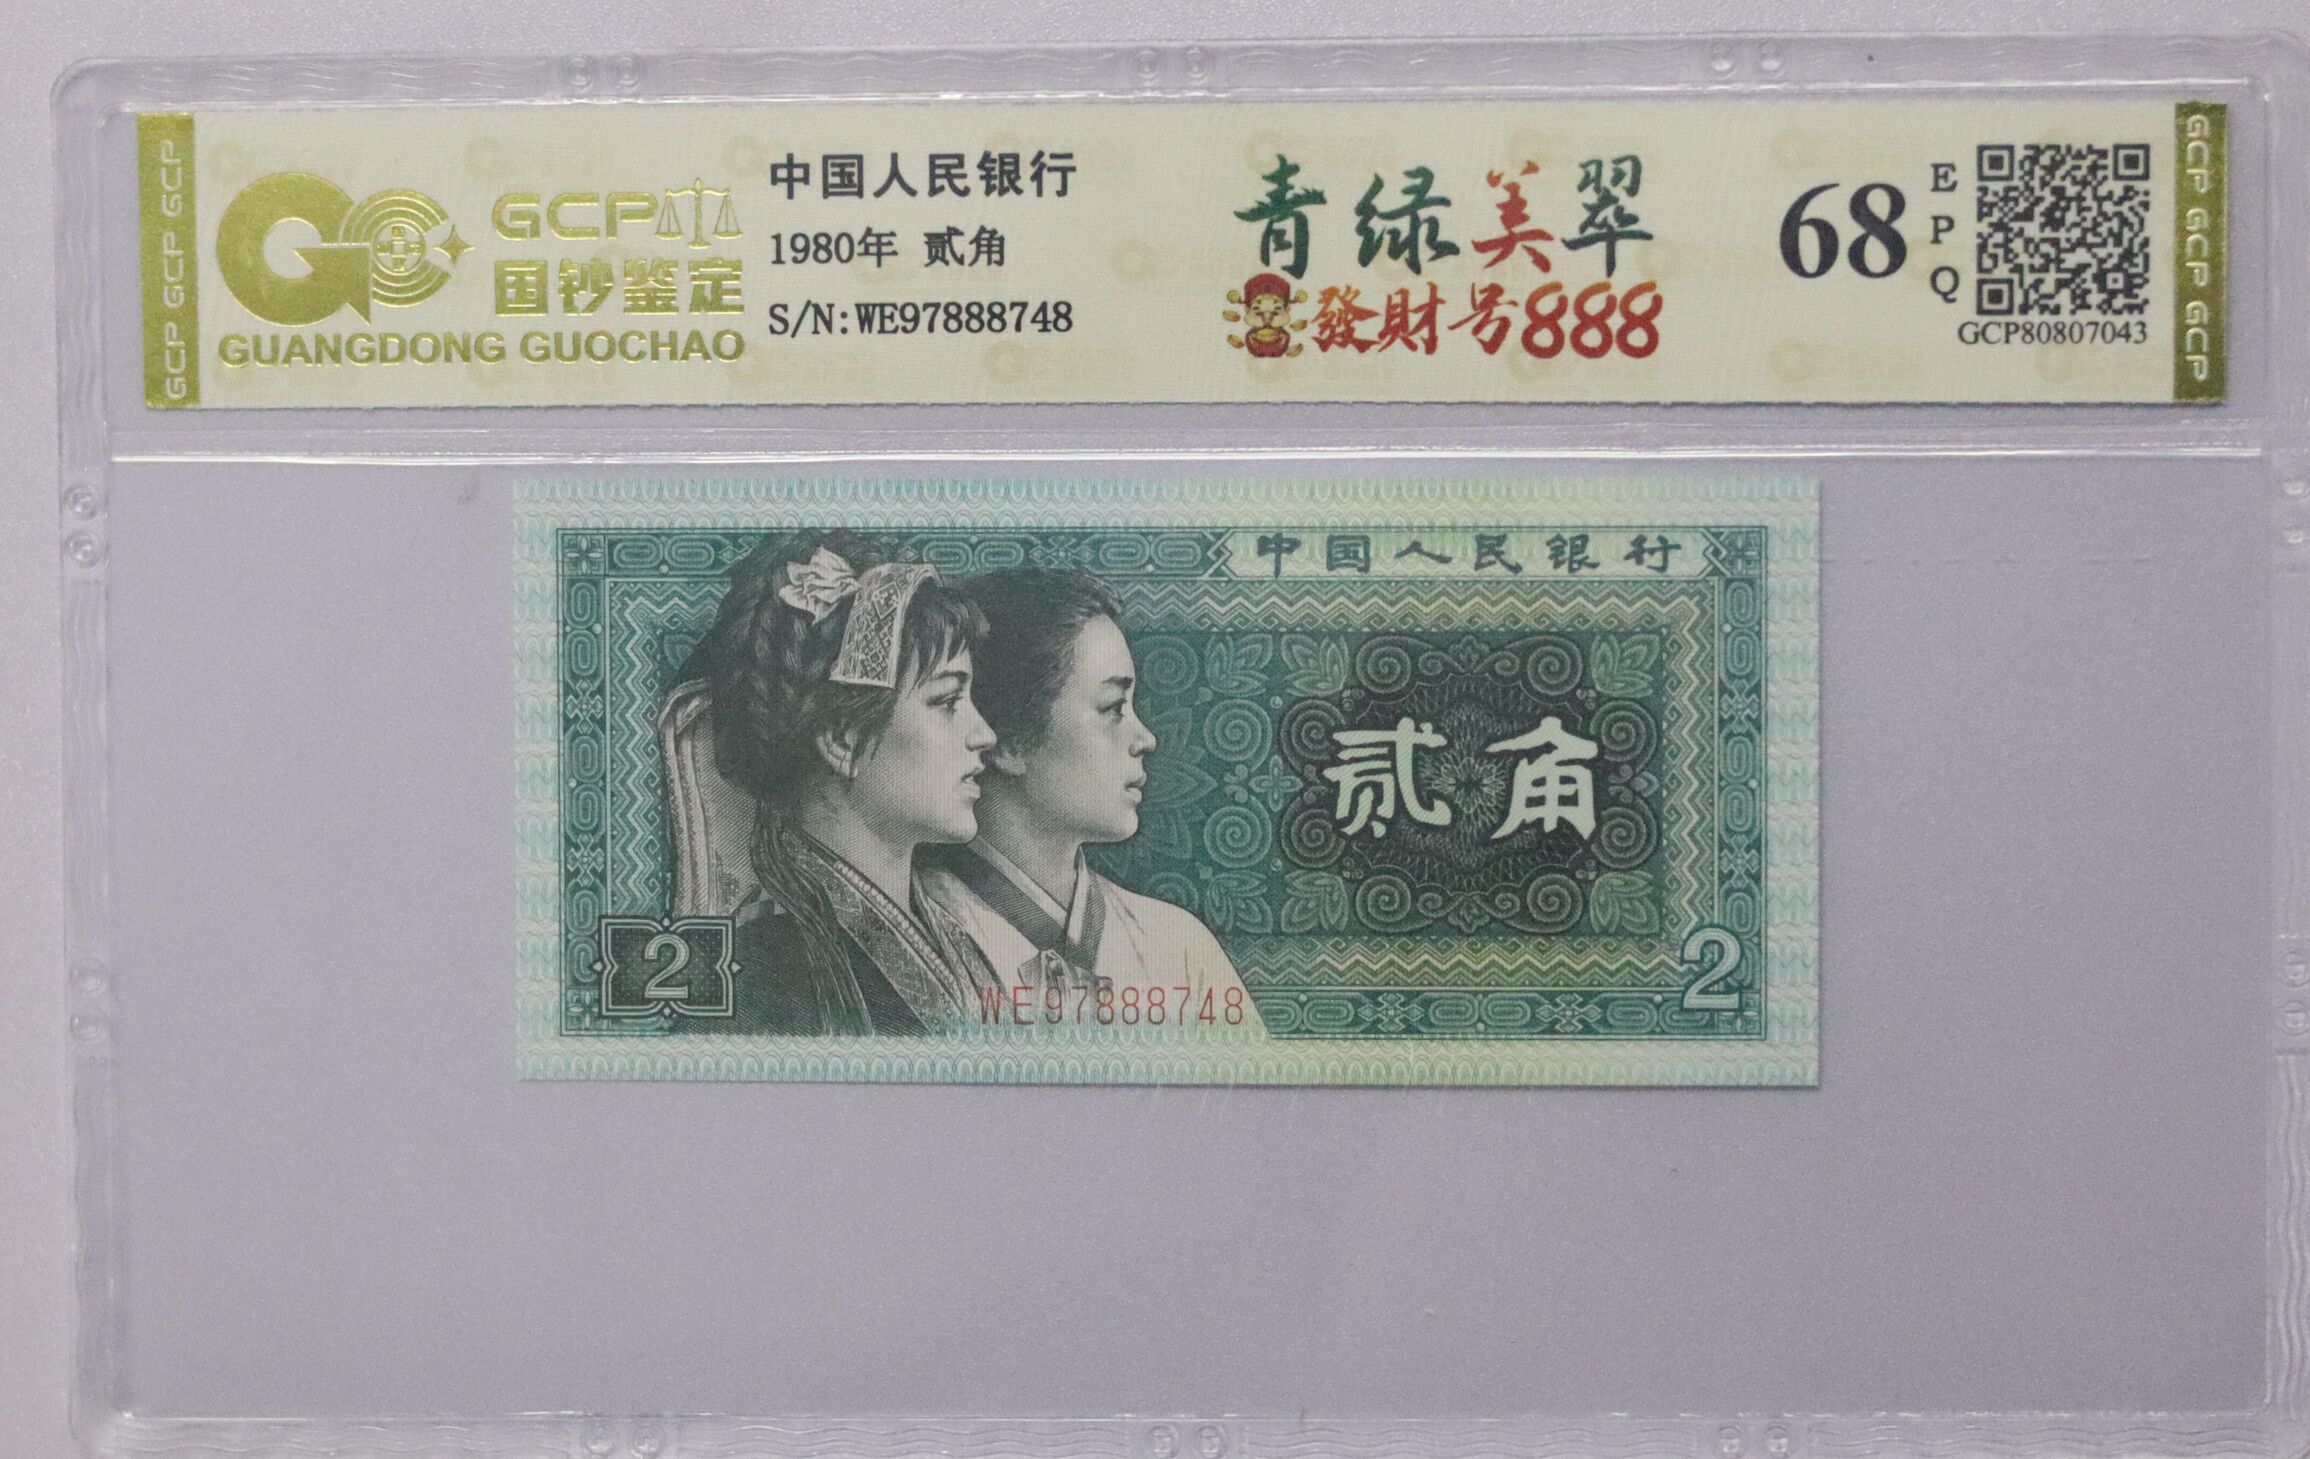 GCP GCP GCP
GCP
国钞鉴定
GUANGDONG GUOCHAO
中国人民银行
1980年 贰角
S/N:WE97888748
青绿美翠
發財号888
68
EPQ
GCP80807043
GCP GCP GCP
中国人民银行
贰角
2
WE97888748
2